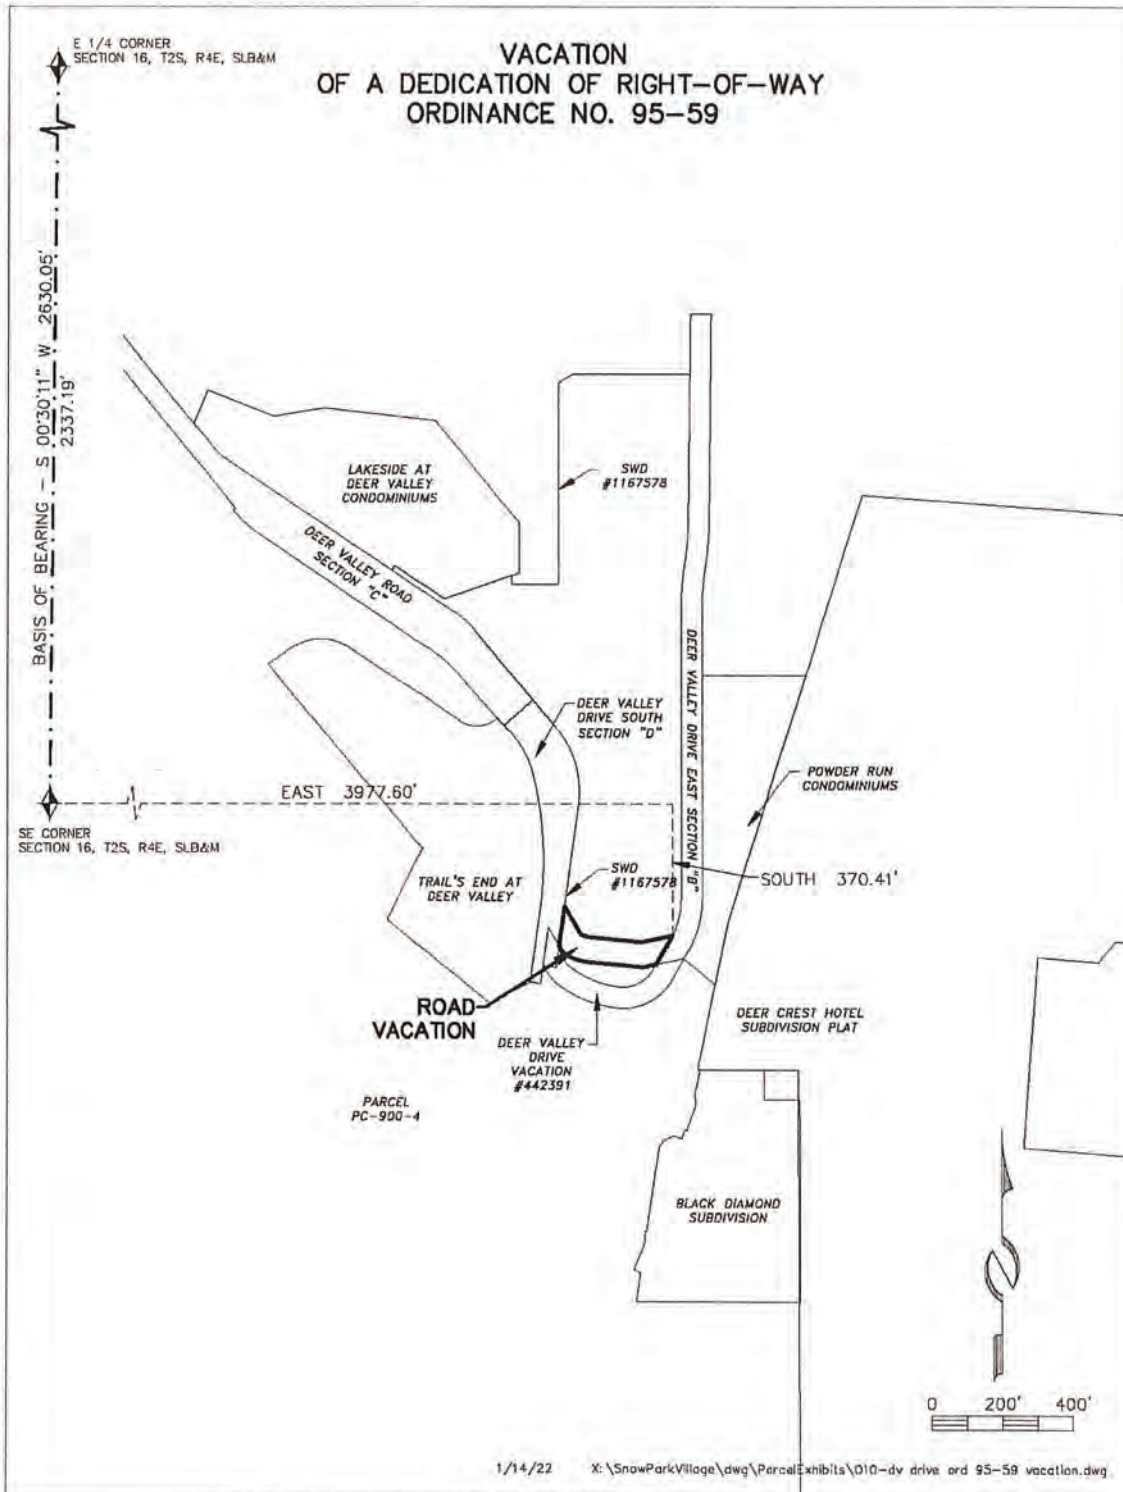 E 1/4 CORNER
SECTION 16, T2S, R4E, SLB&M
VACATION
OF A DEDICATION OF RIGHT-OF-WAY
ORDINANCE NO. 95-59
BASIS OF BEARING - S 00°30'11" W 2630.05'
2337.19'
LAKESIDE AT
DEER VALLEY
CONDOMINIUMS
SWD
#1167578
DEER VALLEY ROAD
SECTION "C"
DEER VALLEY
DRIVE SOUTH
SECTION "D"
DEER VALLEY DRIVE EAST SECTION "B"
POWDER RUN
CONDOMINIUMS
EAST 3977.60'
SE CORNER
SECTION 16, T2S, R4E, SLB&M
TRAIL'S END AT
DEER VALLEY
SWD
#1167578
SOUTH 370.41'
ROAD
VACATION
DEER VALLEY
DRIVE
VACATION
#442391
DEER CREST HOTEL
SUBDIVISION PLAT
PARCEL
PC-900-4
BLACK DIAMOND
SUBDIVISION
0 200' 400'
1/14/22 X:\SnowParkVillage\dwg\ParcelExhibits\010-dv drive ord 95-59 vacation.dwg